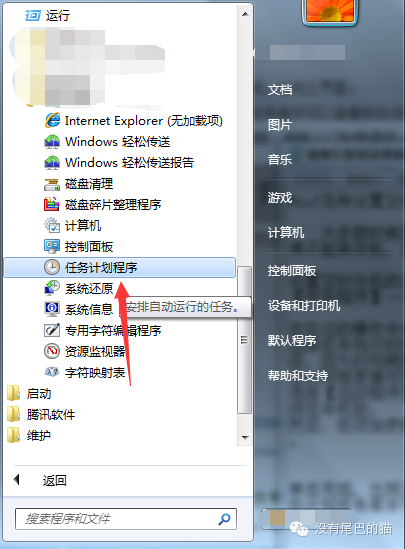 运行
Internet Explorer (无加载项)
Windows 轻松传送
Windows 轻松传送报告
磁盘清理
磁盘碎片整理程序
计算机
控制面板
任务计划程序
系统还原
系统信息
安排自动运行的任务。
专用字符编辑程序
资源监视器
字符映射表
启动
腾讯软件
维护
返回
搜索程序和文件
文档
图片
音乐
游戏
计算机
控制面板
设备和打印机
默认程序
帮助和支持
没有尾巴的猫